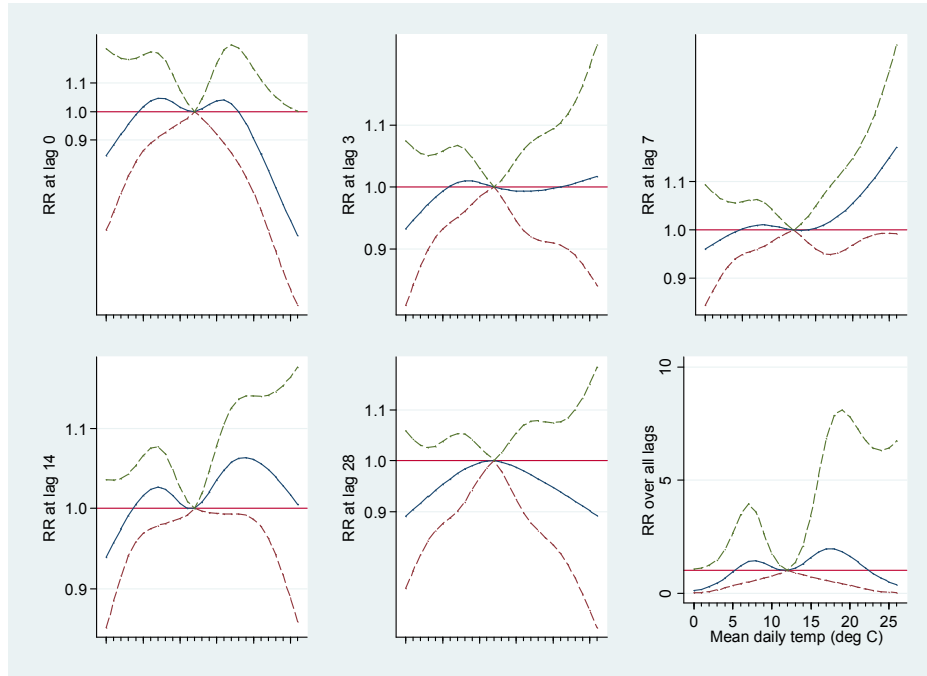 RR at lag 0
1.1
1.0
0.9
RR at lag 3
1.1
1.0
0.9
RR at lag 7
1.1
1.0
0.9
RR at lag 14
1.1
1.0
0.9
RR at lag 28
1.1
1.0
0.9
RR over all lags
10
5
0
0 5 10 15 20 25
Mean daily temp (deg C)